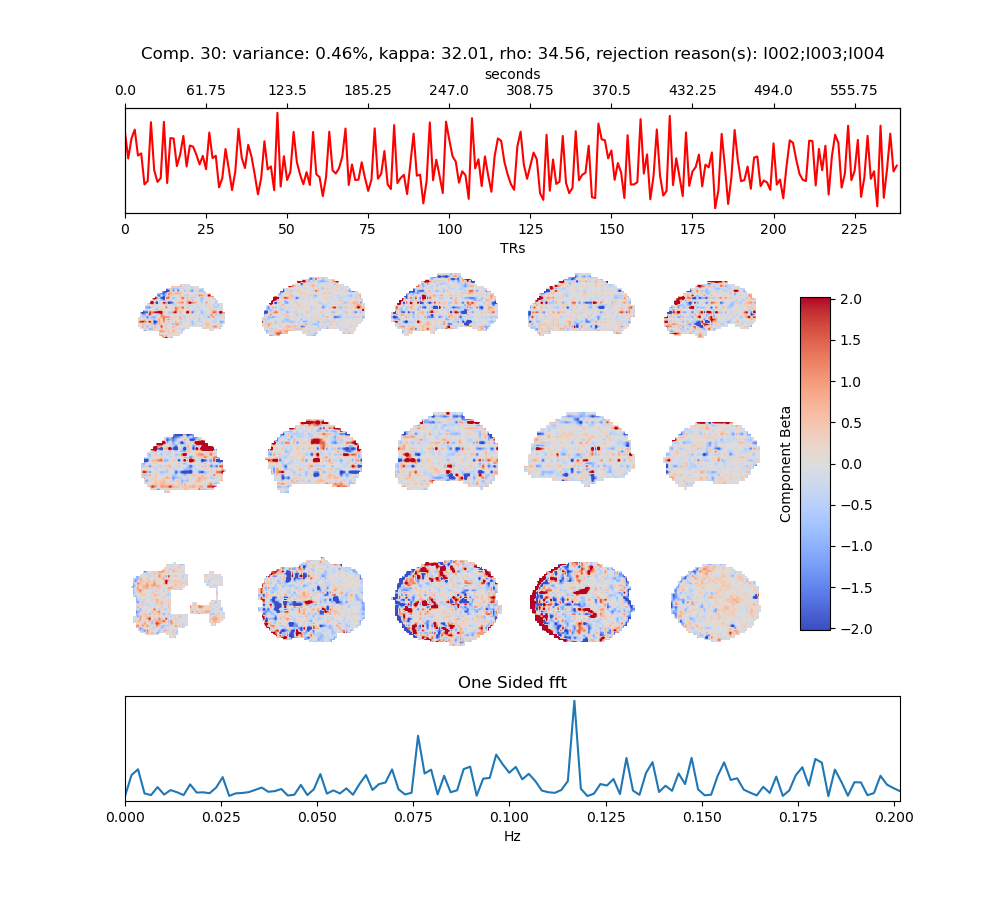 Comp. 30: variance: 0.46%, kappa: 32.01, rho: 34.56, rejection reason(s): I002;I003;I004
seconds
0.0 61.75 123.5 185.25 247.0 308.75 370.5 432.25 494.0 555.75
0 25 50 75 100 125 150 175 200 225
TRs
2.0
1.5
1.0
0.5
0.0
−0.5
−1.0
−1.5
−2.0
Component Beta
One Sided fft
0.000 0.025 0.050 0.075 0.100 0.125 0.150 0.175 0.200
Hz